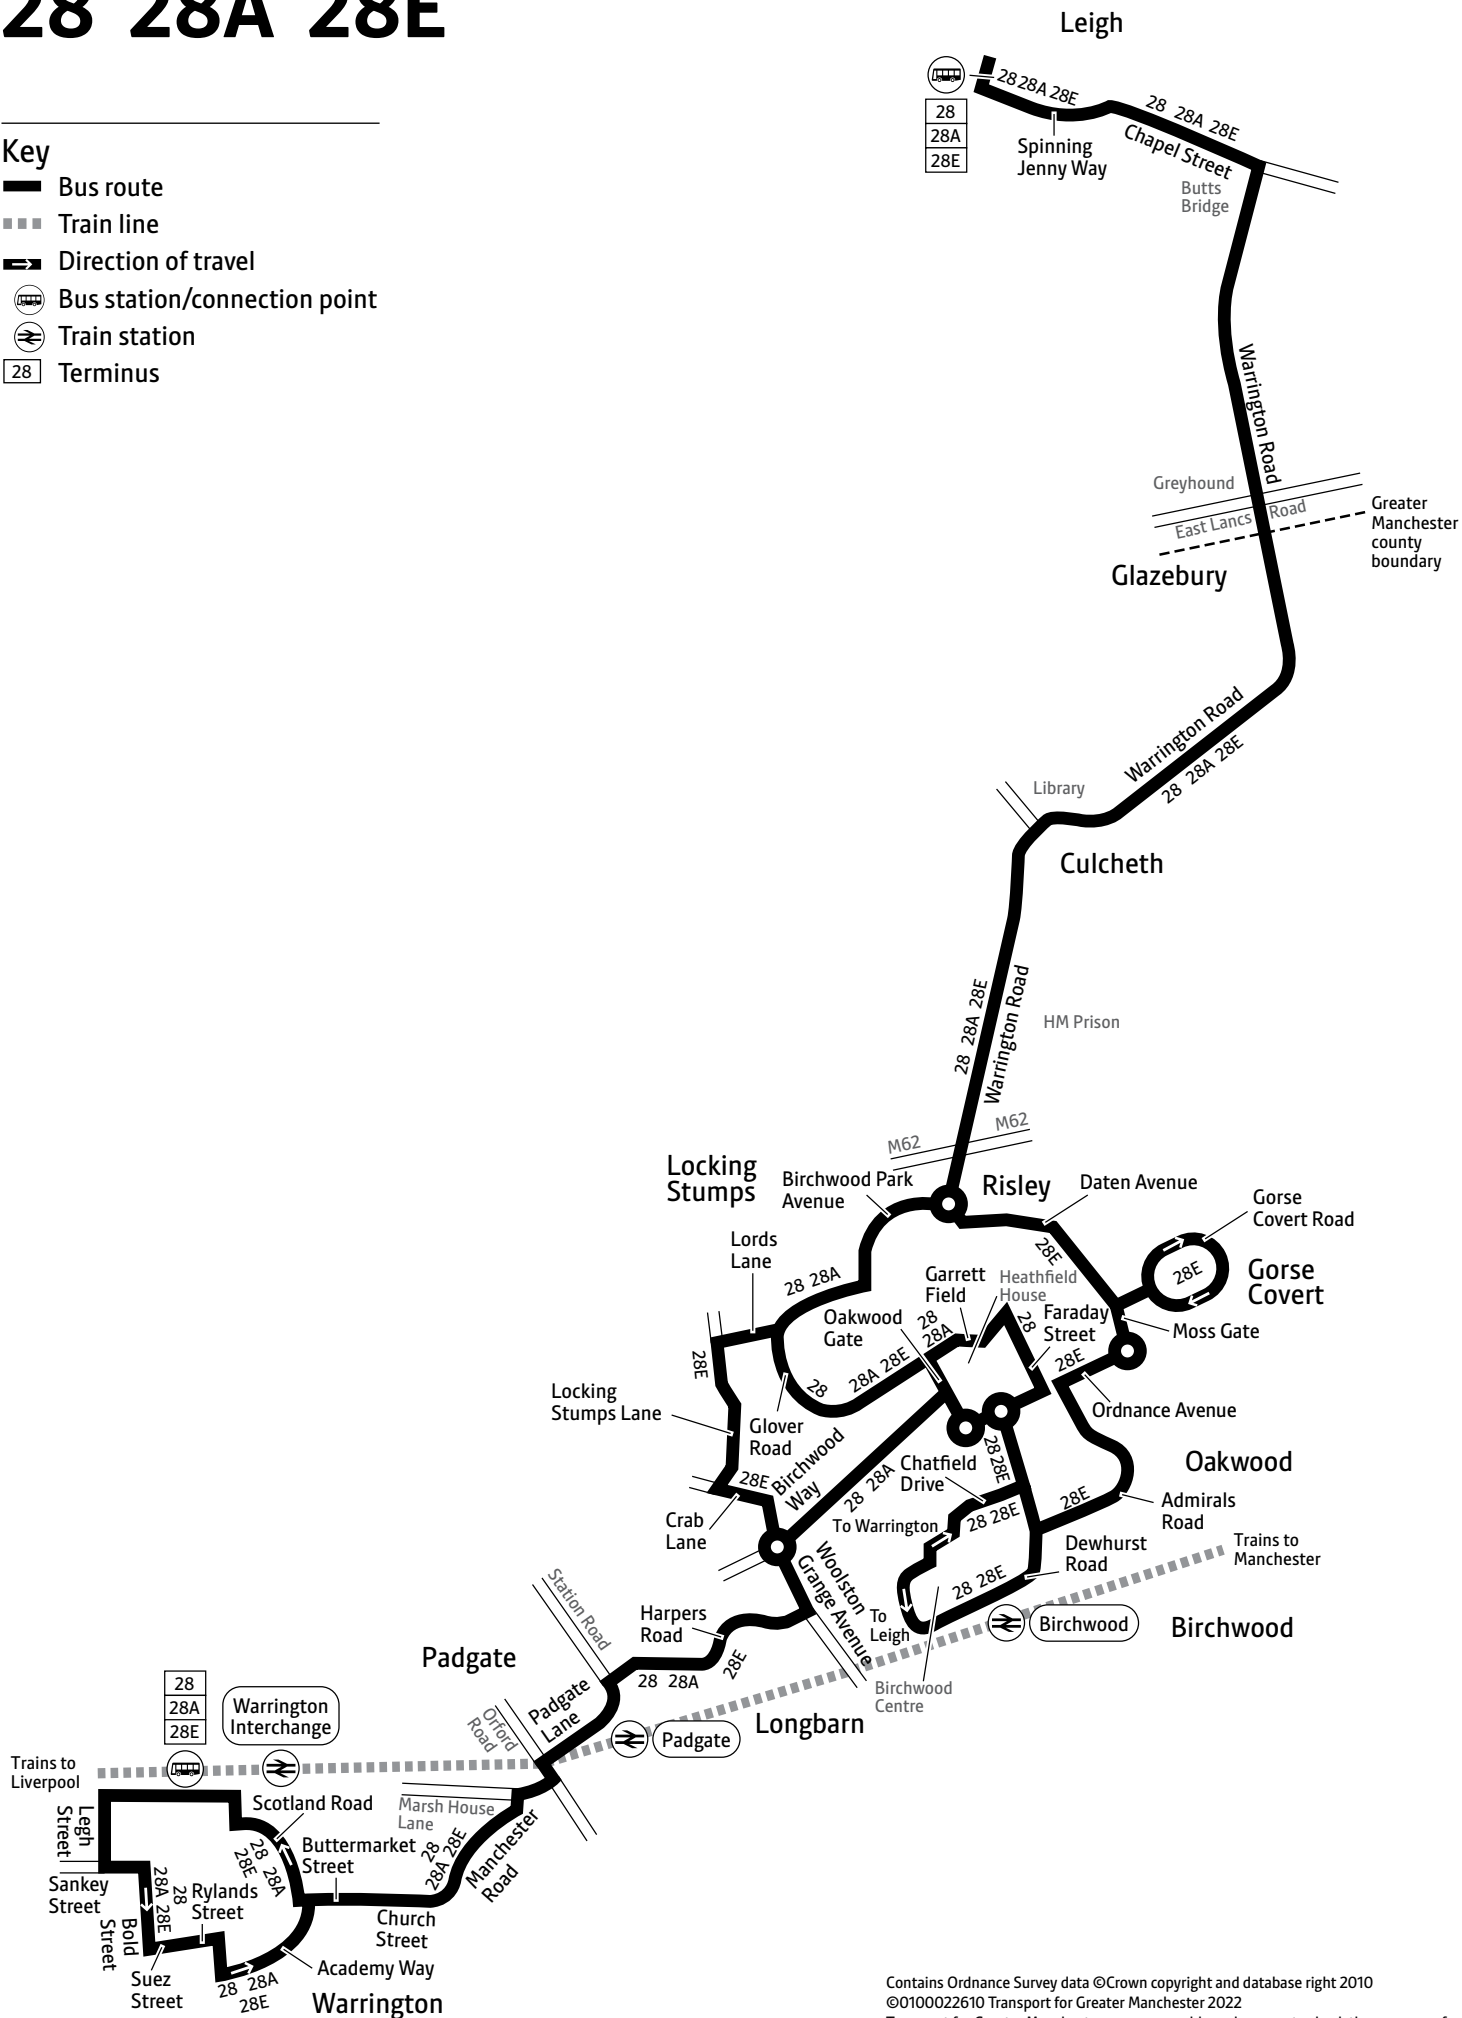 28 28A 28E
Key
Bus route
Train line
Direction of travel
Bus station/connection point
Train station
28
Terminus
Leigh
28
28A
28E
28 28A 28E
Spinning
Jenny Way
28 28A 28E
Chapel Street
Butts
Bridge
Warrington Road
Greyhound
East Lancs Road
Greater
Manchester
county
boundary
Glazebury
Warrington Road
28 28A 28E
Library
Culcheth
28 28A 28E
Warrington Road
HM Prison
M62
M62
Locking
Stumps
Birchwood Park
Avenue
Risley
Daten Avenue
Gorse
Covert Road
Lords
Lane
28 28A
28E
28E
Gorse
Covert
Garrett
Field
Heathfield
House
Oakwood
Gate
28
28A
28
Faraday
Street
Moss Gate
28E
28E
28
28A 28E
Locking
Stumps Lane
Glover
Road
Ordnance Avenue
Birchwood
Way
28 28A
28 28E
Chatfield
Drive
Oakwood
28E
28E
Admirals
Road
Crab
Lane
To Warrington
28 28E
Dewhurst
Road
Trains to
Manchester
Woolston
Grange Avenue
28 28E
Station Road
Harpers
Road
To
Leigh
Birchwood
Birchwood
Padgate
28 28A
28E
Birchwood
Centre
Padgate
Lane
Orford
Road
Longbarn
Padgate
28
28A
28E
Warrington
Interchange
Trains to
Liverpool
Legh
Street
Scotland Road
Marsh House
Lane
28
28A 28E
Manchester
Road
28 28A
28E
Buttermarket
Street
Sankey
Street
28A 28E
28
Rylands
Street
Bold
Street
Church
Street
Suez
Street
28 28A
28E
Academy Way
Warrington
Contains Ordnance Survey data ©Crown copyright and database right 2010
©0100022610 Transport for Greater Manchester 2022